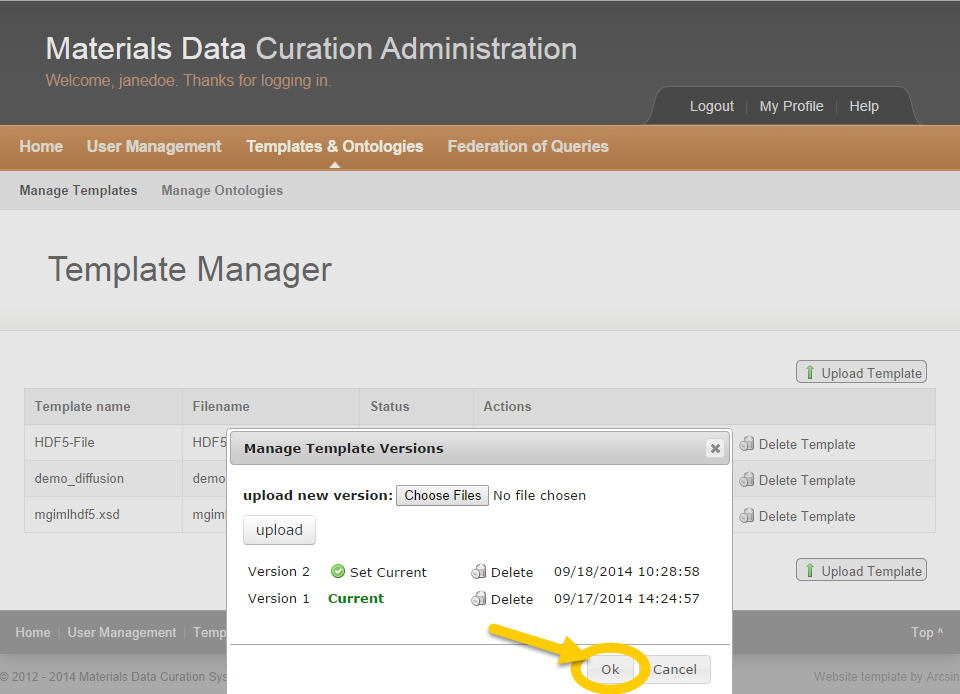 Materials Data Curation Administration
Welcome, janedoe. Thanks for logging in.
Logout | My Profile | Help
Home User Management Templates & Ontologies Federation of Queries
Manage Templates Manage Ontologies
Template Manager
Upload Template
Template name Filename Status Actions
HDF5-File HDF5 Delete Template
demo_diffusion demo Delete Template
mgimlhdf5.xsd mgiml Delete Template
Manage Template Versions
upload new version: Choose Files No file chosen
upload
Version 2 Set Current Delete 09/18/2014 10:28:58
Version 1 Current Delete 09/17/2014 14:24:57
Ok Cancel
Upload Template
Home | User Management | Temp Top ^
© 2012 - 2014 Materials Data Curation Sys Website template by Arcsin